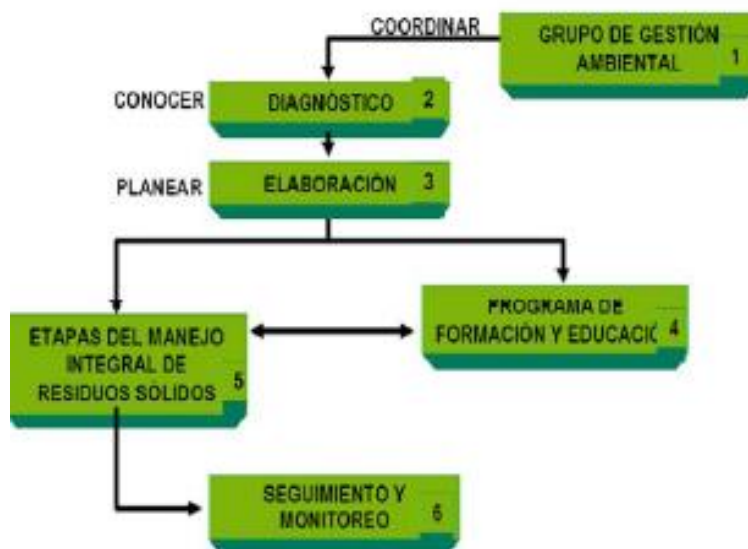 COORDINAR
GRUPO DE GESTIÓN
AMBIENTAL
1
CONOCER
DIAGNÓSTICO
2
PLANEAR
ELABORACIÓN
3
PROGRAMA DE
FORMACIÓN Y EDUCACIÓ
4
ETAPAS DEL MANEJO
INTEGRAL DE
RESIDUOS SÓLIDOS
5
SEGUIMIENTO Y
MONITOREO
6